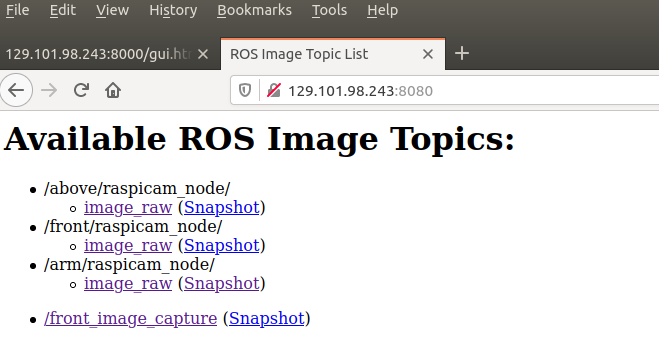 File Edit View History Bookmarks Tools Help
129.101.98.243:8000/gui.ht
ROS Image Topic List
129.101.98.243:8080
Available ROS Image Topics:
/above/raspicam_node/
image_raw (Snapshot)
/front/raspicam_node/
image_raw (Snapshot)
/arm/raspicam_node/
image_raw (Snapshot)
/front_image_capture (Snapshot)